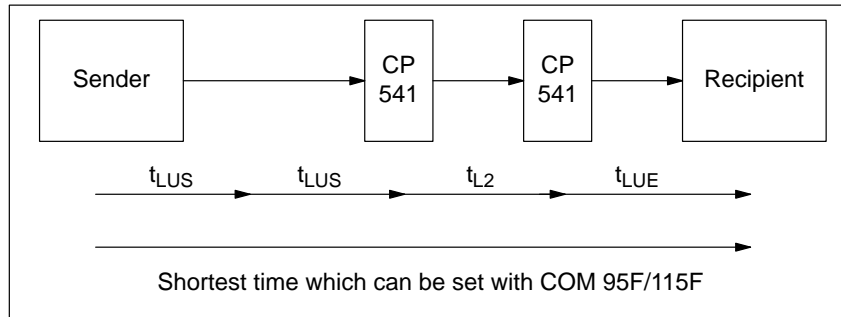 Sender
CP
541
CP
541
Recipient
tLUS
tLUS
tL2
tLUE
Shortest time which can be set with COM 95F/115F